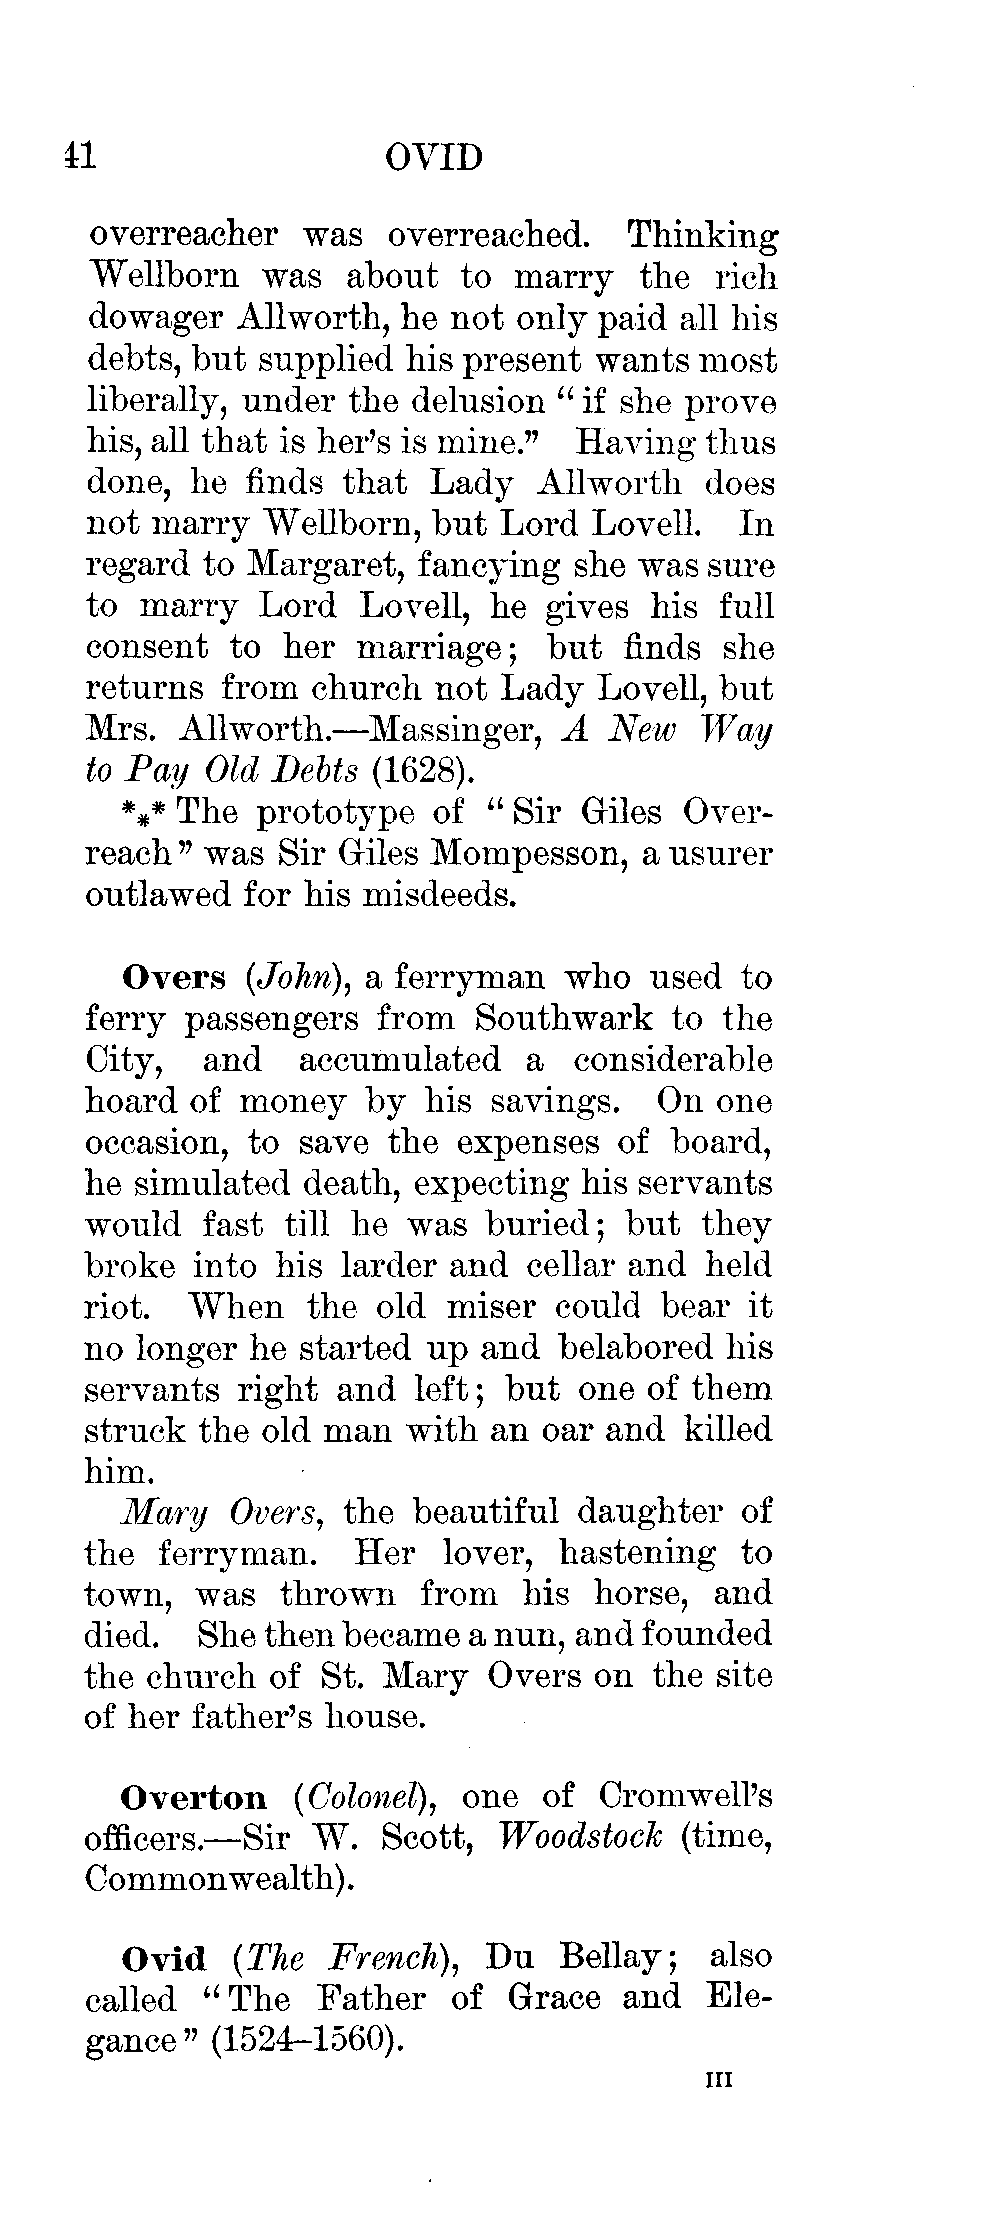 41 OVID
overreacher was overreached. Thinking
Wellborn was about to marry the rich
dowager Allworth, he not only paid all his
debts, but supplied his present wants most
liberally, under the delusion “if she prove
his, all that is her’s is mine.” Having thus
done, he finds that Lady Allworth does
not marry Wellborn, but Lord Lovell. In
regard to Margaret, fancying she was sure
to marry Lord Lovell, he gives his full
consent to her marriage; but finds she
returns from church not Lady Lovell, but
Mrs. Allworth.—Massinger, A New Way
to Pay Old Debts (1628).
*⁎* The prototype of “Sir Giles Over-
reach” was Sir Giles Mompesson, a usurer
outlawed for his misdeeds.
Overs (John), a ferryman who used to
ferry passengers from Southwark to the
City, and accumulated a considerable
hoard of money by his savings. On one
occasion, to save the expenses of board,
he simulated death, expecting his servants
would fast till he was buried; but they
broke into his larder and cellar and held
riot. When the old miser could bear it
no longer he started up and belabored his
servants right and left; but one of them
struck the old man with an oar and killed
him.
Mary Overs, the beautiful daughter of
the ferryman. Her lover, hastening to
town, was thrown from his horse, and
died. She then became a nun, and founded
the church of St. Mary Overs on the site
of her father’s house.
Overton (Colonel), one of Cromwell’s
officers.—Sir W. Scott, Woodstock (time,
Commonwealth).
Ovid (The French), Du Bellay; also
called “The Father of Grace and Ele-
gance” (1524–1560).
III